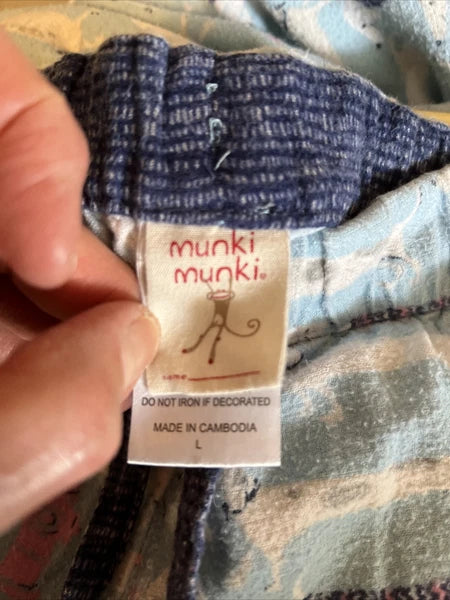 munki
munki®
name
DO NOT IRON IF DECORATED
MADE IN CAMBODIA
L